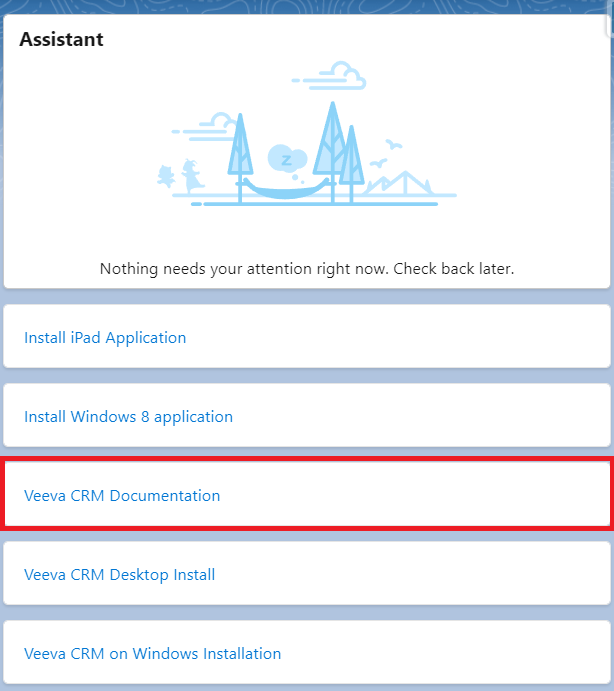 Assistant
z
Nothing needs your attention right now. Check back later.
Install iPad Application
Install Windows 8 application
Veeva CRM Documentation
Veeva CRM Desktop Install
Veeva CRM on Windows Installation